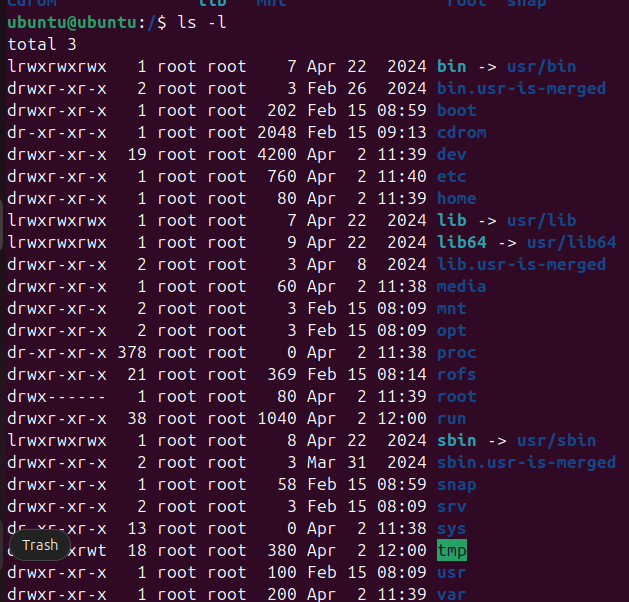 cdrom lib mnt root snap
ubuntu@ubuntu:/$ ls -l
total 3
lrwxrwxrwx 1 root root 7 Apr 22 2024 bin -> usr/bin
drwxr-xr-x 2 root root 3 Feb 26 2024 bin.usr-is-merged
drwxr-xr-x 1 root root 202 Feb 15 08:59 boot
dr-xr-xr-x 1 root root 2048 Feb 15 09:13 cdrom
drwxr-xr-x 19 root root 4200 Apr 2 11:39 dev
drwxr-xr-x 1 root root 760 Apr 2 11:40 etc
drwxr-xr-x 1 root root 80 Apr 2 11:39 home
lrwxrwxrwx 1 root root 7 Apr 22 2024 lib -> usr/lib
lrwxrwxrwx 1 root root 9 Apr 22 2024 lib64 -> usr/lib64
drwxr-xr-x 2 root root 3 Apr 8 2024 lib.usr-is-merged
drwxr-xr-x 1 root root 60 Apr 2 11:38 media
drwxr-xr-x 2 root root 3 Feb 15 08:09 mnt
drwxr-xr-x 2 root root 3 Feb 15 08:09 opt
dr-xr-xr-x 378 root root 0 Apr 2 11:38 proc
drwxr-xr-x 21 root root 369 Feb 15 08:14 rofs
drwx------ 1 root root 80 Apr 2 11:39 root
drwxr-xr-x 38 root root 1040 Apr 2 12:00 run
lrwxrwxrwx 1 root root 8 Apr 22 2024 sbin -> usr/sbin
drwxr-xr-x 2 root root 3 Mar 31 2024 sbin.usr-is-merged
drwxr-xr-x 1 root root 58 Feb 15 08:59 snap
drwxr-xr-x 2 root root 3 Feb 15 08:09 srv
dr-xr-xr-x 13 root root 0 Apr 2 11:38 sys
Trash
xrwt 18 root root 380 Apr 2 12:00 tmp
drwxr-xr-x 1 root root 100 Feb 15 08:09 usr
drwxr-xr-x 1 root root 200 Apr 2 11:39 var